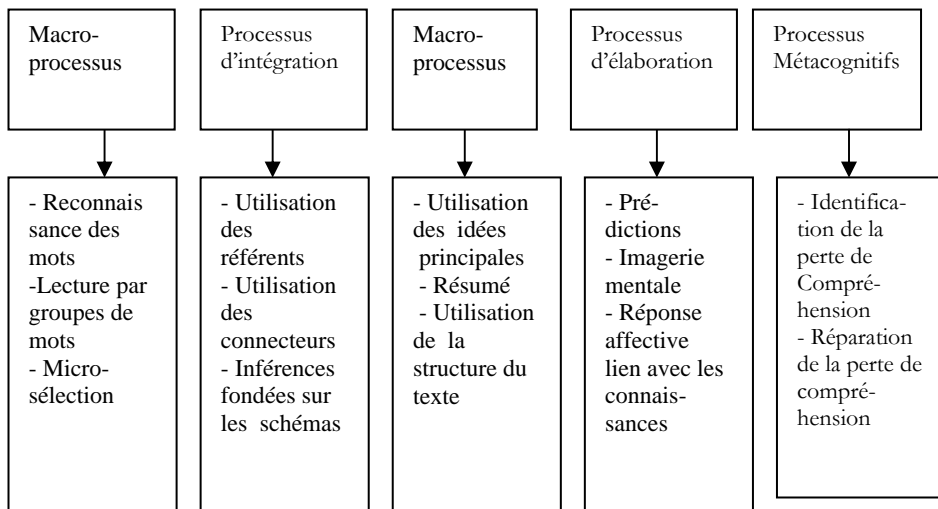 Macro-
processus
Processus
d'intégration
Macro-
processus
Processus
d'élaboration
Processus
Métacognitifs
- Reconnais
sance des
mots
-Lecture par
groupes de
mots
- Micro-
sélection
- Utilisation
des
référents
- Utilisation
des
connecteurs
- Inférences
fondées sur
les schémas
- Utilisation
des idées
principales
- Résumé
- Utilisation
de la
structure du
texte
- Pré-
dictions
- Imagerie
mentale
- Réponse
affective
lien avec les
connais-
sances
- Identifica-
tion de la
perte de
Compré-
hension
- Réparation
de la perte de
compré-
hension